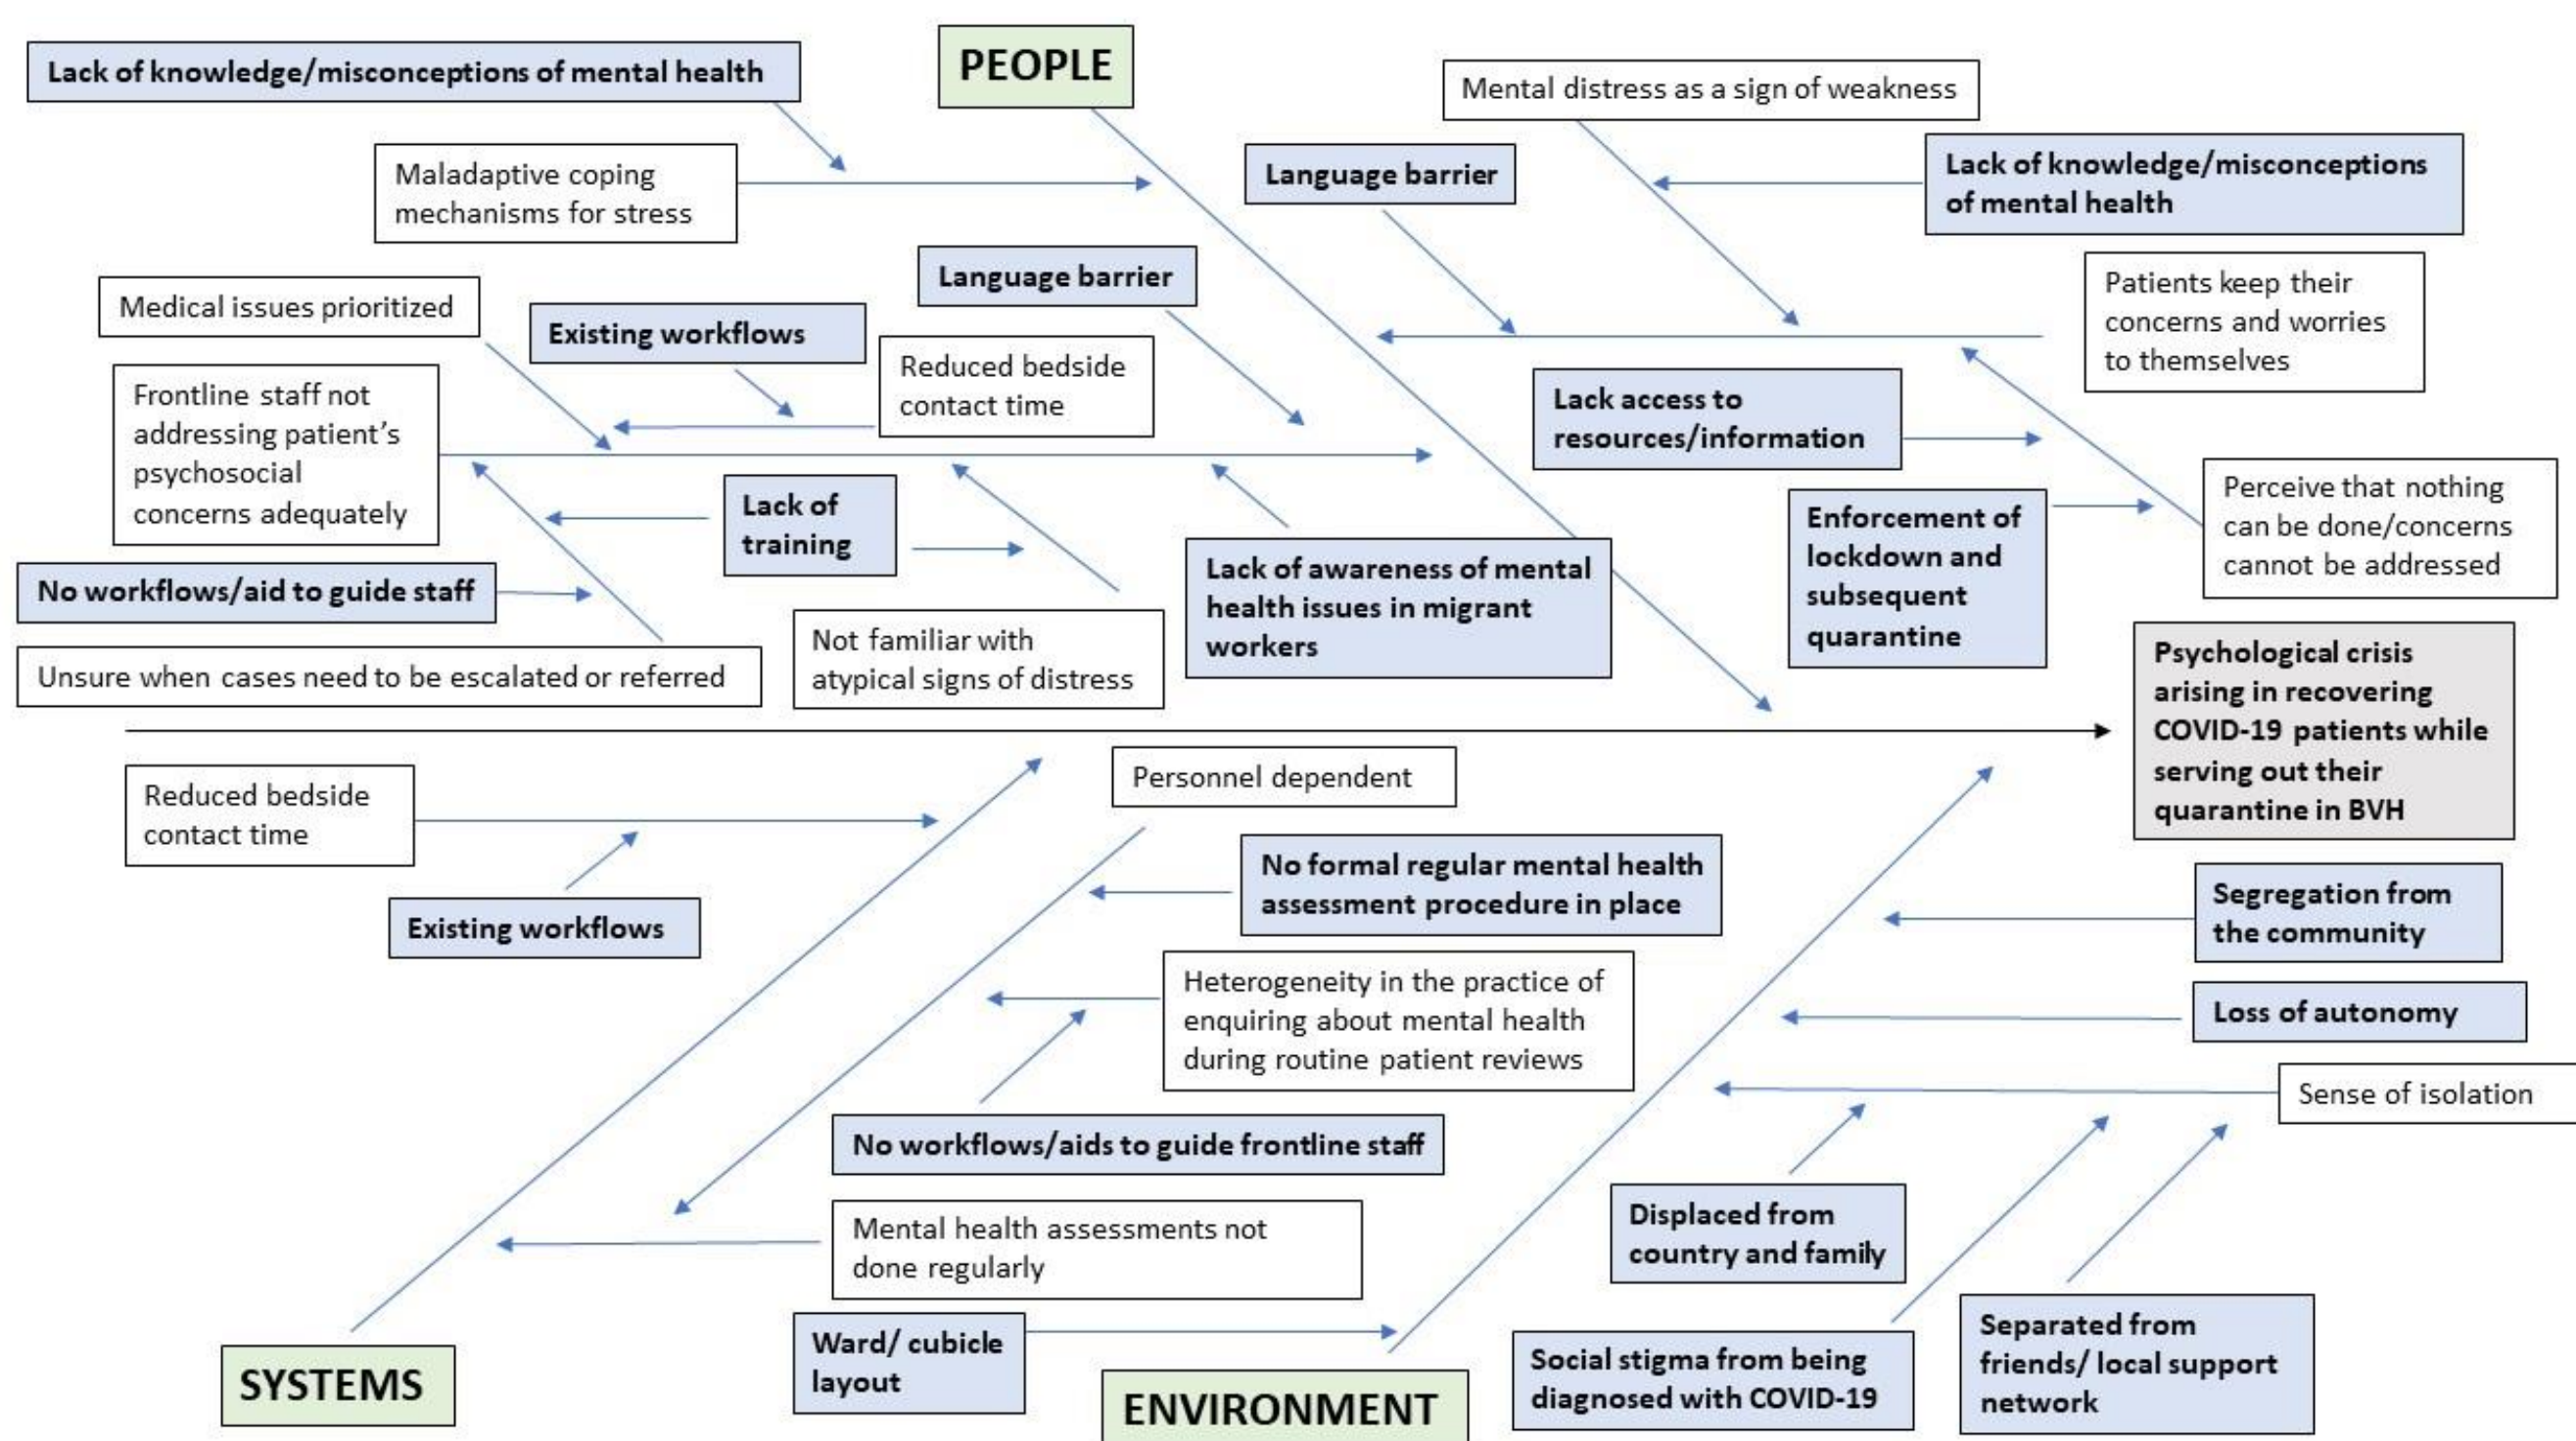 PEOPLE
Lack of knowledge/misconceptions of mental health
Mental distress as a sign of weakness
Maladaptive coping
mechanisms for stress
Language barrier
Lack of knowledge/misconceptions
of mental health
Language barrier
Medical issues prioritized
Existing workflows
Reduced bedside
contact time
Patients keep their
concerns and worries
to themselves
Frontline staff not
addressing patient’s
psychosocial
concerns adequately
Lack access to
resources/information
Lack of
training
Enforcement of
lockdown and
subsequent
quarantine
Perceive that nothing
can be done/concerns
cannot be addressed
No workflows/aid to guide staff
Lack of awareness of mental
health issues in migrant
workers
Unsure when cases need to be escalated or referred
Not familiar with
atypical signs of distress
Psychological crisis
arising in recovering
COVID-19 patients while
serving out their
quarantine in BVH
Reduced bedside
contact time
Personnel dependent
Existing workflows
No formal regular mental health
assessment procedure in place
Segregation from
the community
Heterogeneity in the practice of
enquiring about mental health
during routine patient reviews
Loss of autonomy
Sense of isolation
No workflows/aids to guide frontline staff
Mental health assessments not
done regularly
Displaced from
country and family
Ward/ cubicle
layout
Social stigma from being
diagnosed with COVID-19
Separated from
friends/ local support
network
SYSTEMS
ENVIRONMENT